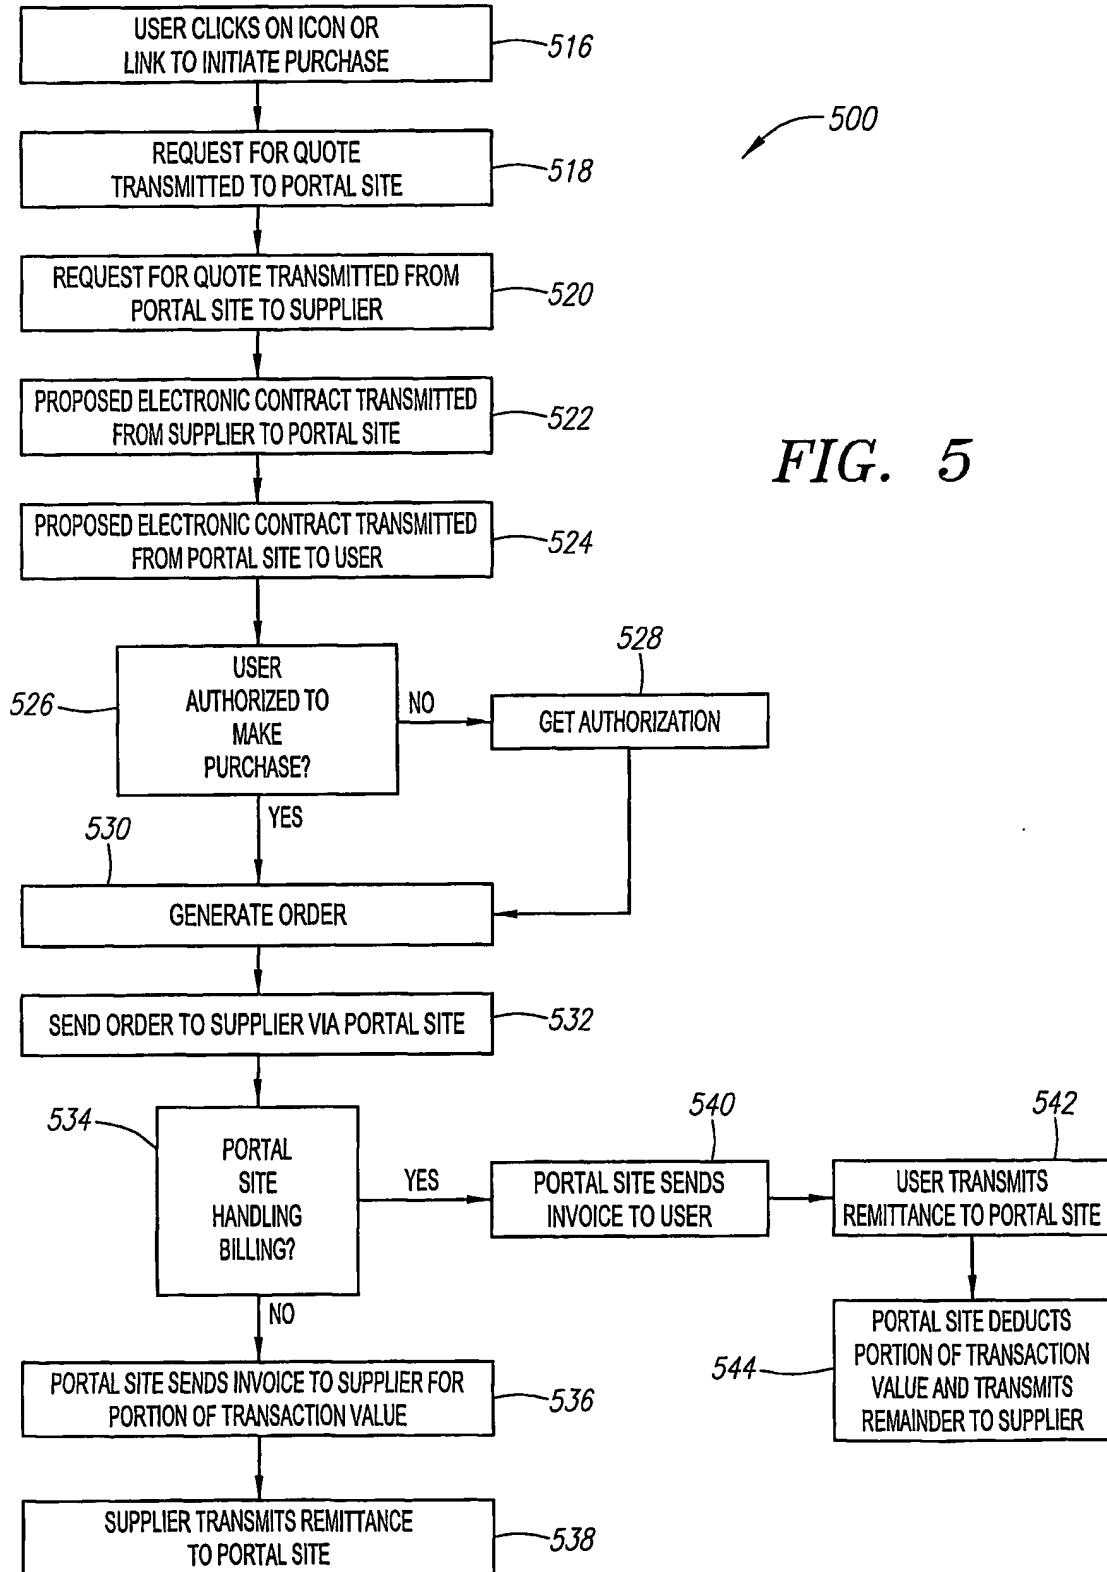 USER CLICKS ON ICON OR
LINK TO INITIATE PURCHASE
516
500
REQUEST FOR QUOTE
TRANSMITTED TO PORTAL SITE
518
REQUEST FOR QUOTE TRANSMITTED FROM
PORTAL SITE TO SUPPLIER
520
PROPOSED ELECTRONIC CONTRACT TRANSMITTED
FROM SUPPLIER TO PORTAL SITE
522
FIG. 5
PROPOSED ELECTRONIC CONTRACT TRANSMITTED
FROM PORTAL SITE TO USER
524
526
USER
AUTHORIZED TO
MAKE
PURCHASE?
NO
528
GET AUTHORIZATION
YES
530
GENERATE ORDER
SEND ORDER TO SUPPLIER VIA PORTAL SITE
532
534
PORTAL
SITE
HANDLING
BILLING?
YES
540
PORTAL SITE SENDS
INVOICE TO USER
542
USER TRANSMITS
REMITTANCE TO PORTAL SITE
NO
544
PORTAL SITE DEDUCTS
PORTION OF TRANSACTION
VALUE AND TRANSMITS
REMAINDER TO SUPPLIER
PORTAL SITE SENDS INVOICE TO SUPPLIER FOR
PORTION OF TRANSACTION VALUE
536
SUPPLIER TRANSMITS REMITTANCE
TO PORTAL SITE
538